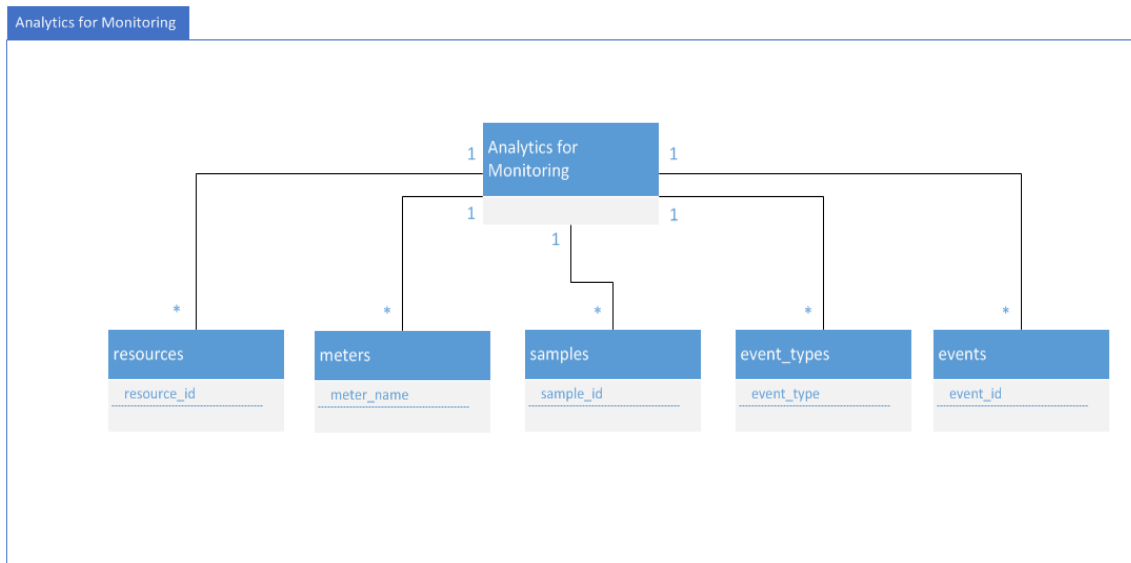 Analytics for Monitoring
Analytics for
Monitoring
1
1
1
1
1
*
*
*
*
*
resources
meters
samples
event_types
events
resource_id
meter_name
sample_id
event_type
event_id